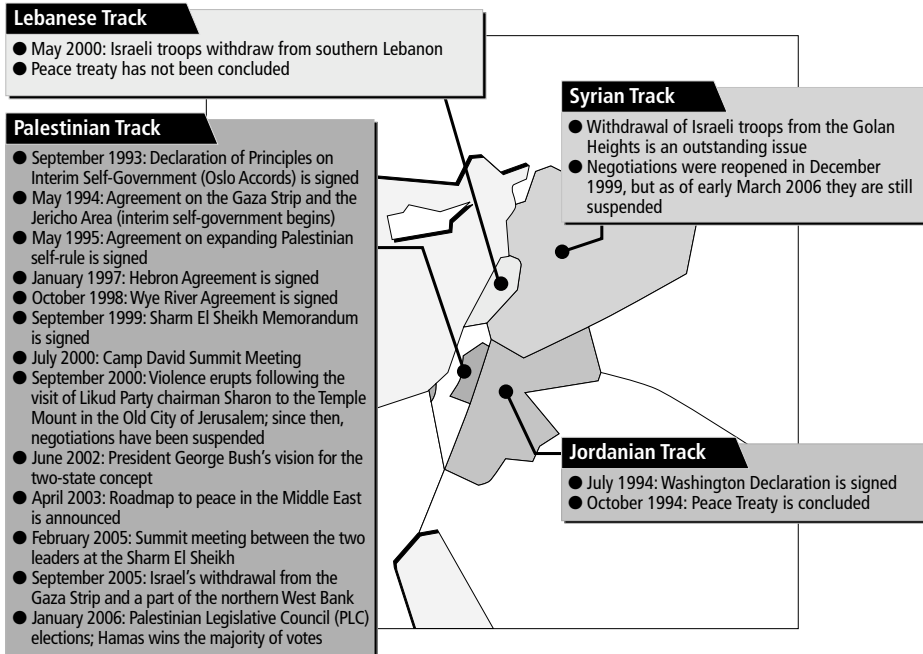 Lebanese Track
● May 2000: Israeli troops withdraw from southern Lebanon
● Peace treaty has not been concluded
Palestinian Track
● September 1993: Declaration of Principles on
Interim Self-Government (Oslo Accords) is signed
● May 1994: Agreement on the Gaza Strip and the
Jericho Area (interim self-government begins)
● May 1995: Agreement on expanding Palestinian
self-rule is signed
● January 1997: Hebron Agreement is signed
● October 1998: Wye River Agreement is signed
● September 1999: Sharm El Sheikh Memorandum
is signed
● July 2000: Camp David Summit Meeting
● September 2000: Violence erupts following the
visit of Likud Party chairman Sharon to the Temple
Mount in the Old City of Jerusalem; since then,
negotiations have been suspended
● June 2002: President George Bush's vision for the
two-state concept
● April 2003: Roadmap to peace in the Middle East
is announced
● February 2005: Summit meeting between the two
leaders at the Sharm El Sheikh
● September 2005: Israel's withdrawal from the
Gaza Strip and a part of the northern West Bank
● January 2006: Palestinian Legislative Council (PLC)
elections; Hamas wins the majority of votes
Syrian Track
● Withdrawal of Israeli troops from the Golan
Heights is an outstanding issue
● Negotiations were reopened in December
1999, but as of early March 2006 they are still
suspended
Jordanian Track
● July 1994: Washington Declaration is signed
● October 1994: Peace Treaty is concluded